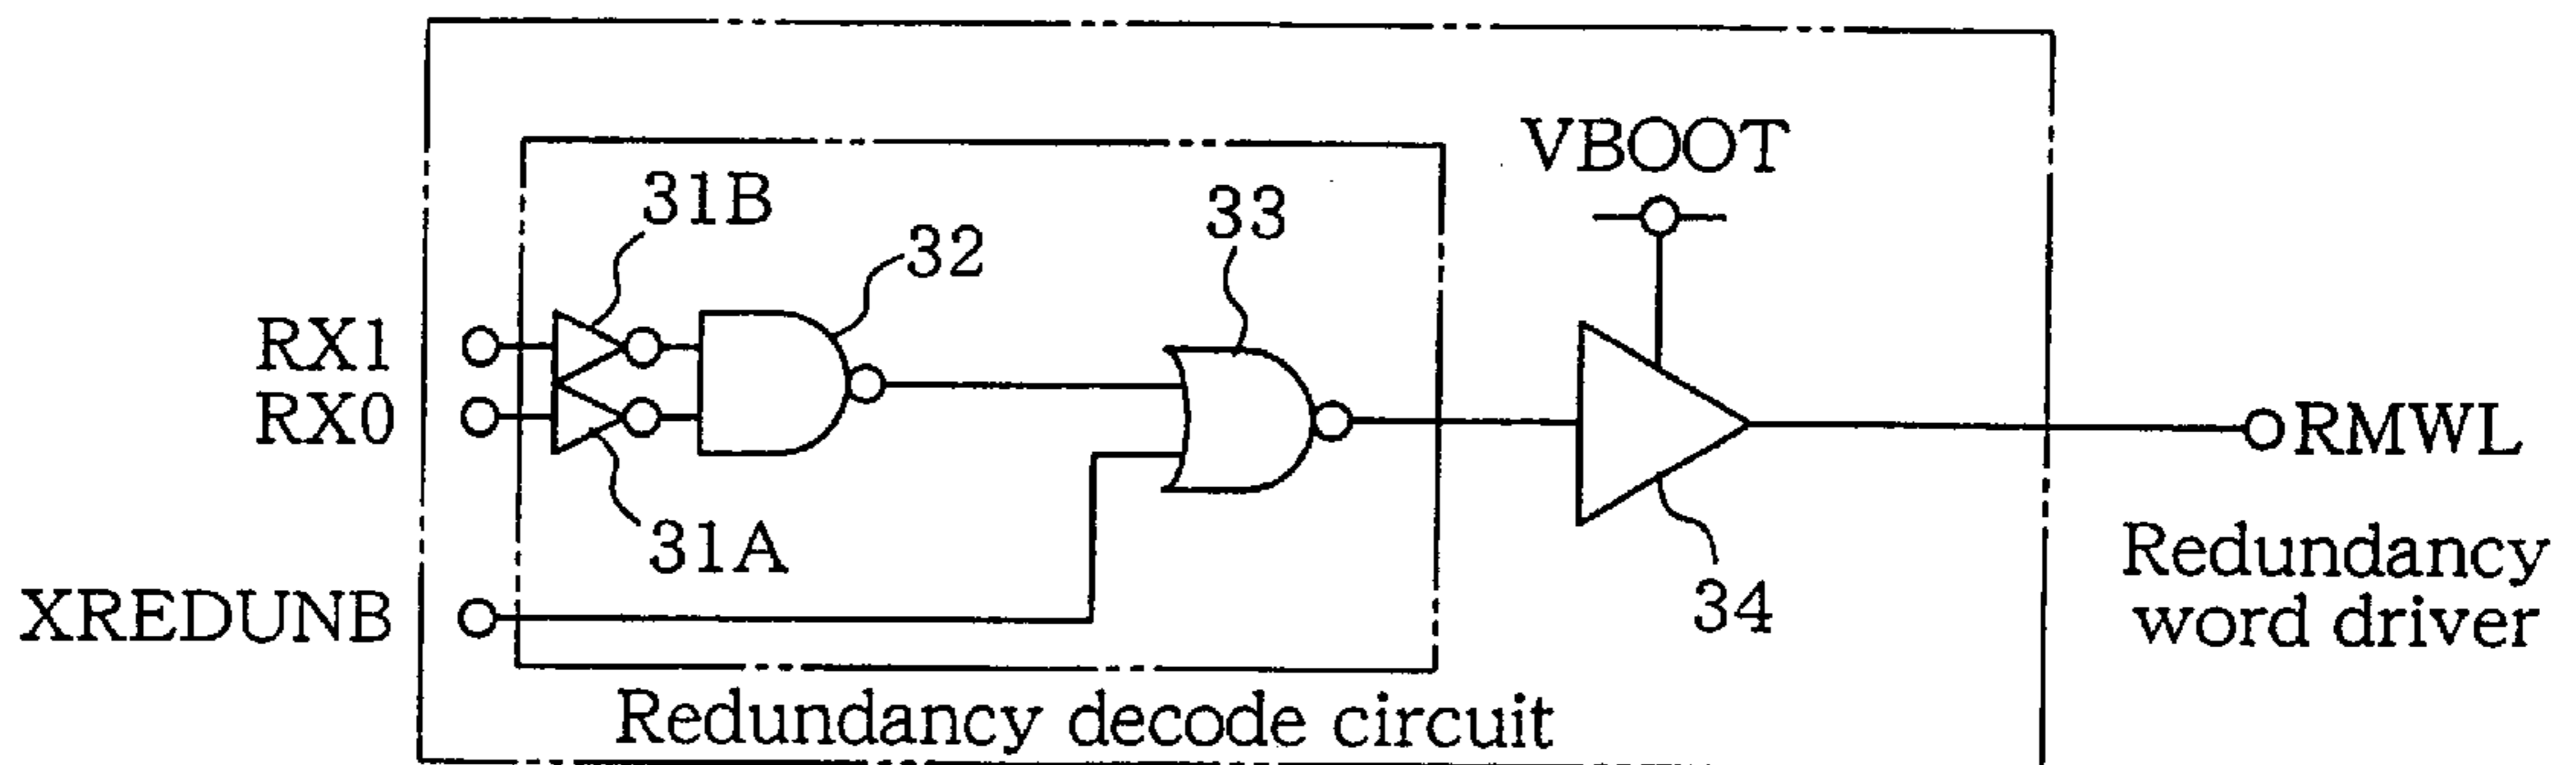 VBOOT
31B
33
32
RX1
RX0
RMWL
31A
XREDUNB
34
Redundancy
word driver
Redundancy decode circuit